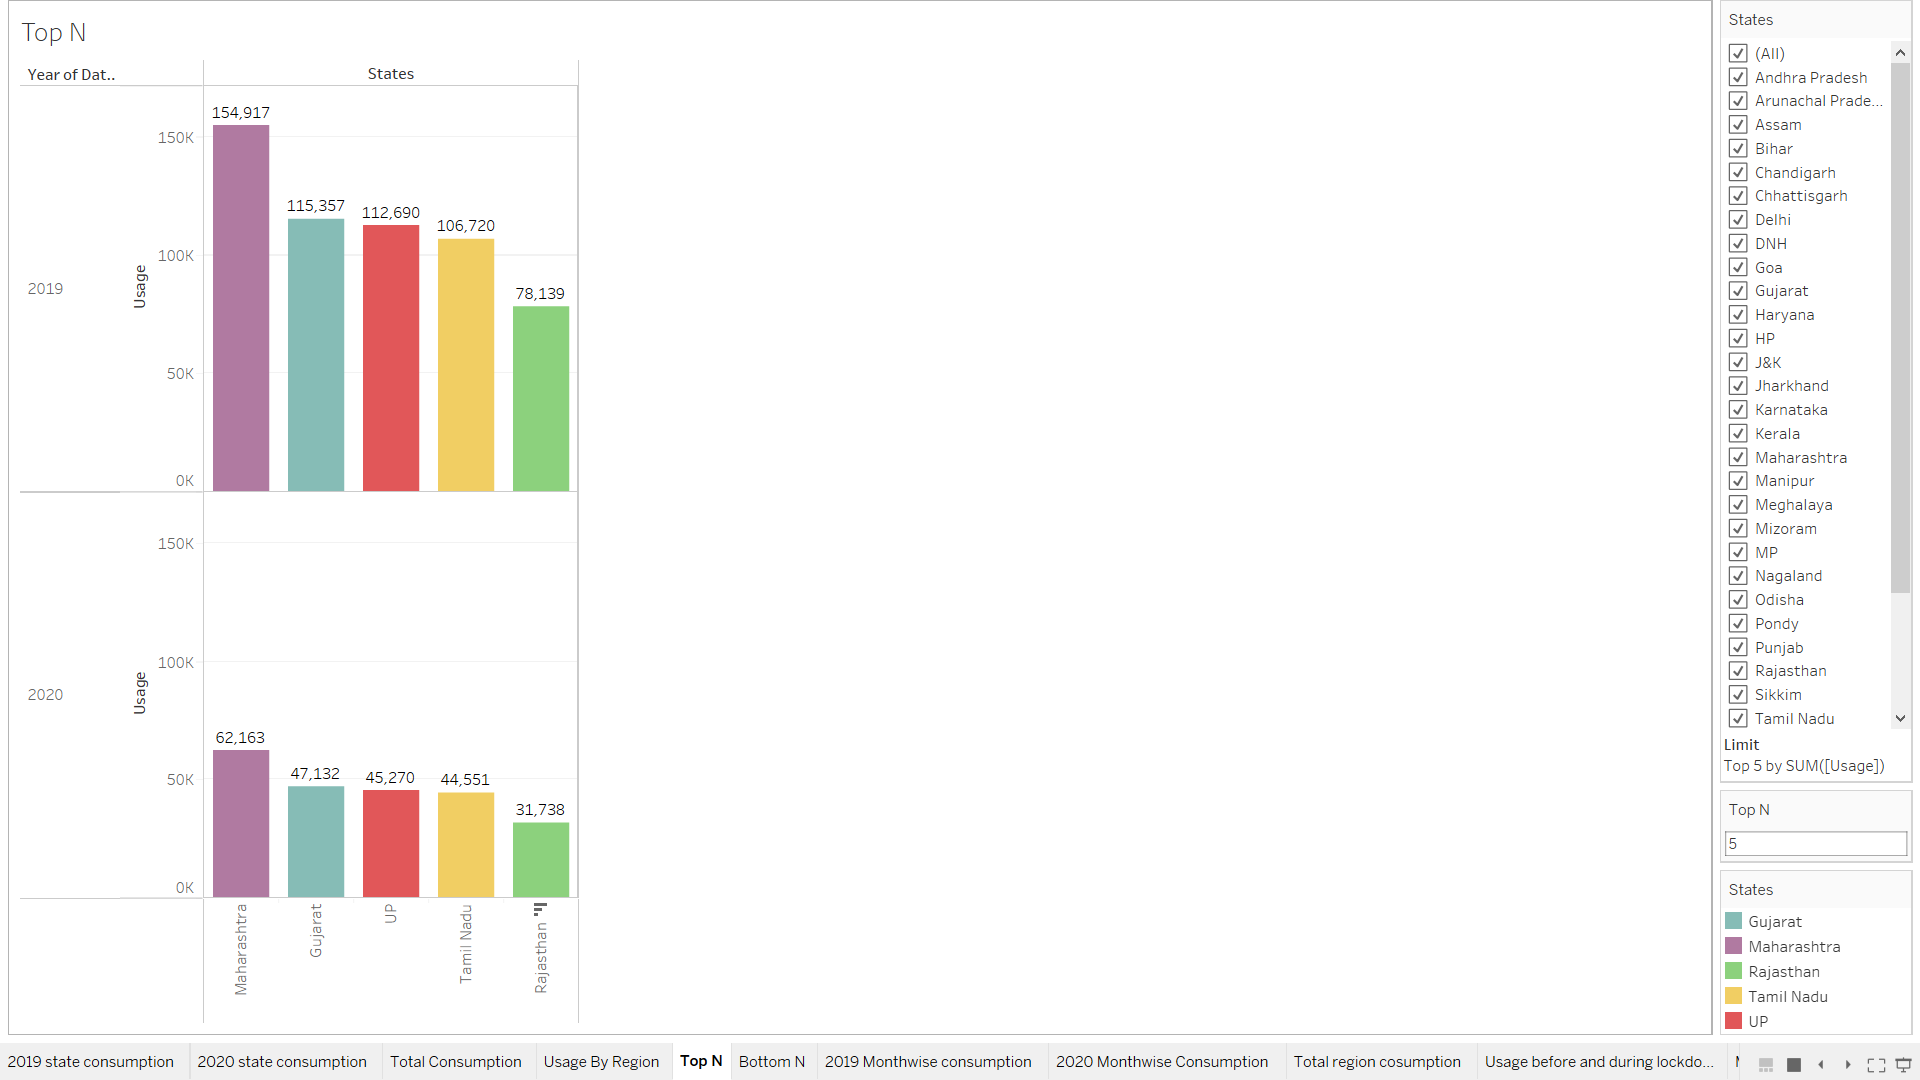 Top N
Year of Dat..
States
154,917
115,357
112,690
106,720
78,139
150K
100K
50K
0K
Usage
2019
62,163
47,132
45,270
44,551
31,738
150K
100K
50K
0K
Usage
2020
Maharashtra
Gujarat
UP
Tamil Nadu
Rajasthan
States
(All)
Andhra Pradesh
Arunachal Prade...
Assam
Bihar
Chandigarh
Chhattisgarh
Delhi
DNH
Goa
Gujarat
Haryana
HP
J&K
Jharkhand
Karnataka
Kerala
Maharashtra
Manipur
Meghalaya
Mizoram
MP
Nagaland
Odisha
Pondy
Punjab
Rajasthan
Sikkim
Tamil Nadu
Limit
Top 5 by SUM([Usage])
Top N
5
States
Gujarat
Maharashtra
Rajasthan
Tamil Nadu
UP
2019 state consumption
2020 state consumption
Total Consumption
Usage By Region
Top N
Bottom N
2019 Monthwise consumption
2020 Monthwise Consumption
Total region cosumption
Usage before and during lockdo...